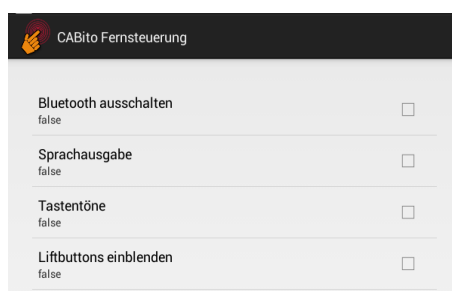 CABito Fernsteuerung
Bluetooth ausschalten
false
Sprachausgabe
false
Tastentöne
false
Liftbuttons einblenden
false